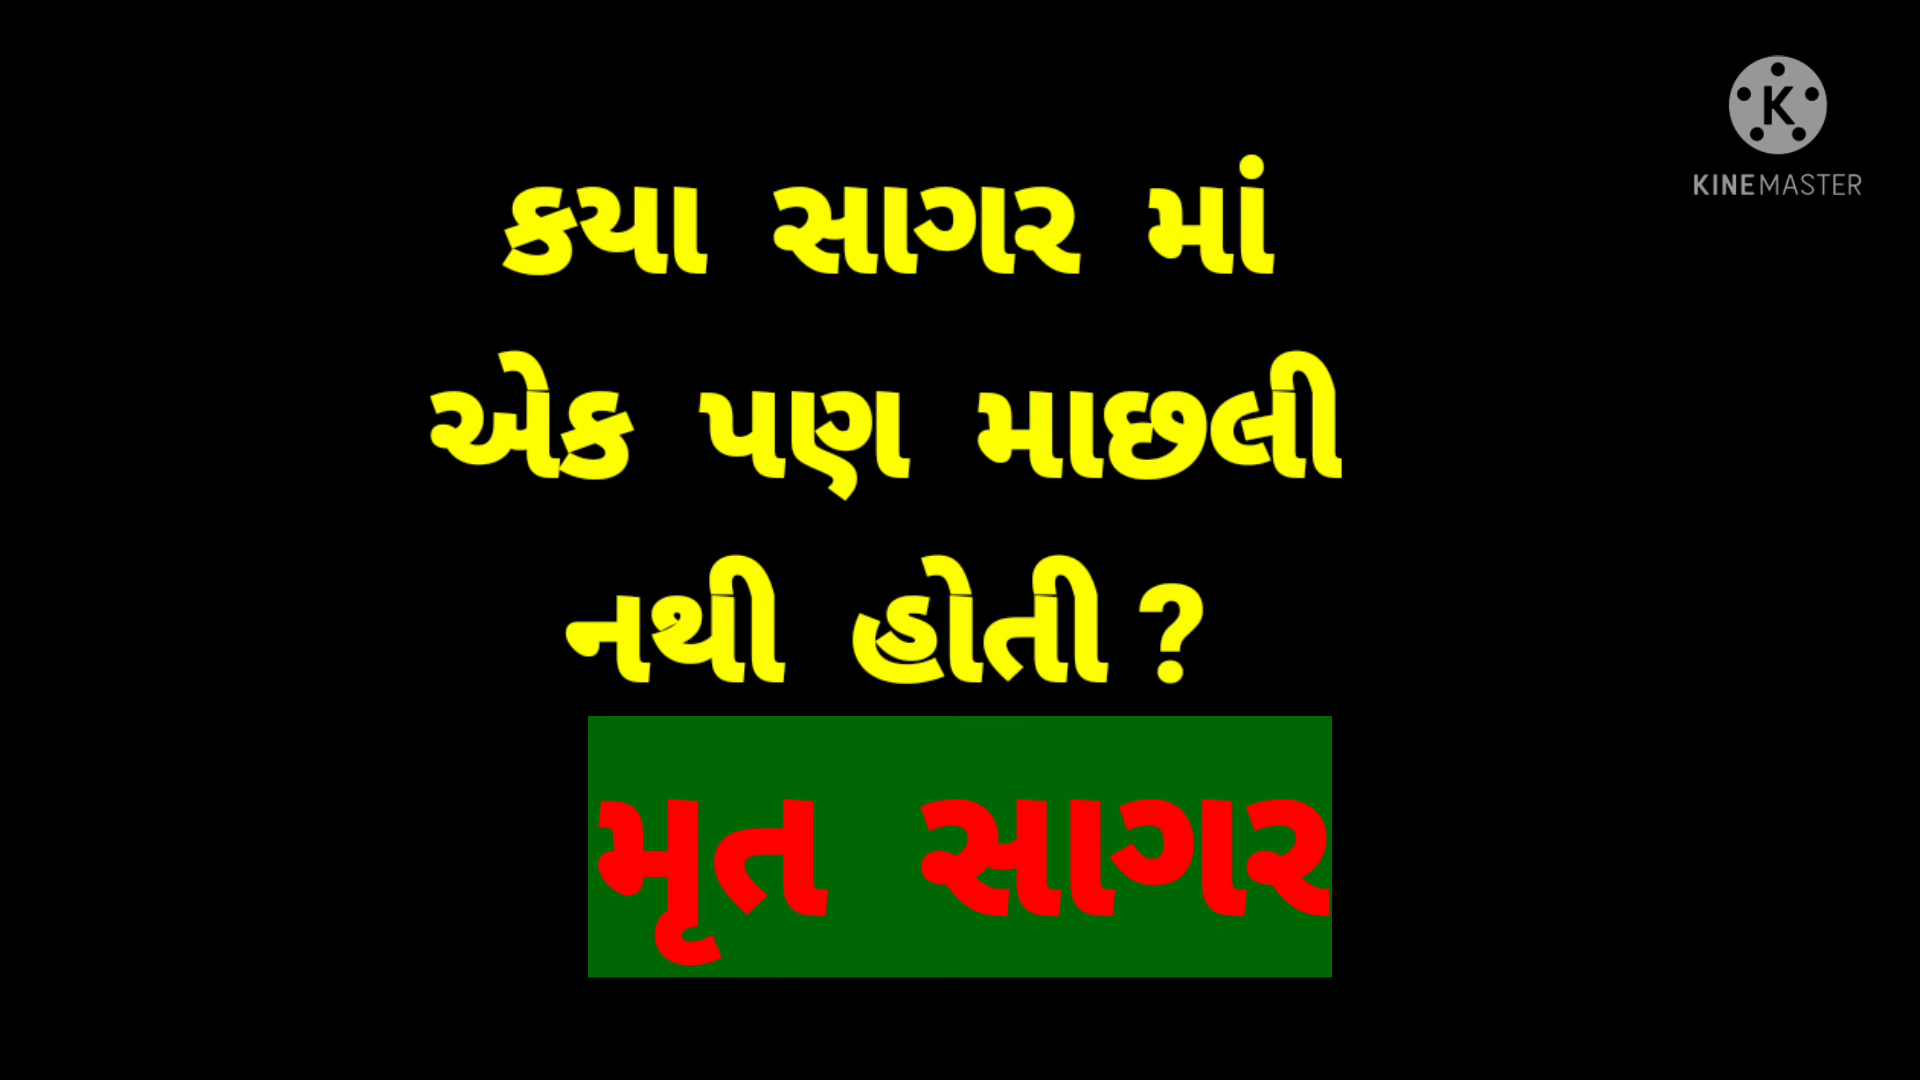 KINEMASTER
કયા સાગર માં
એક પણ માછલી
નથી હોતી ?
મૃત સાગર